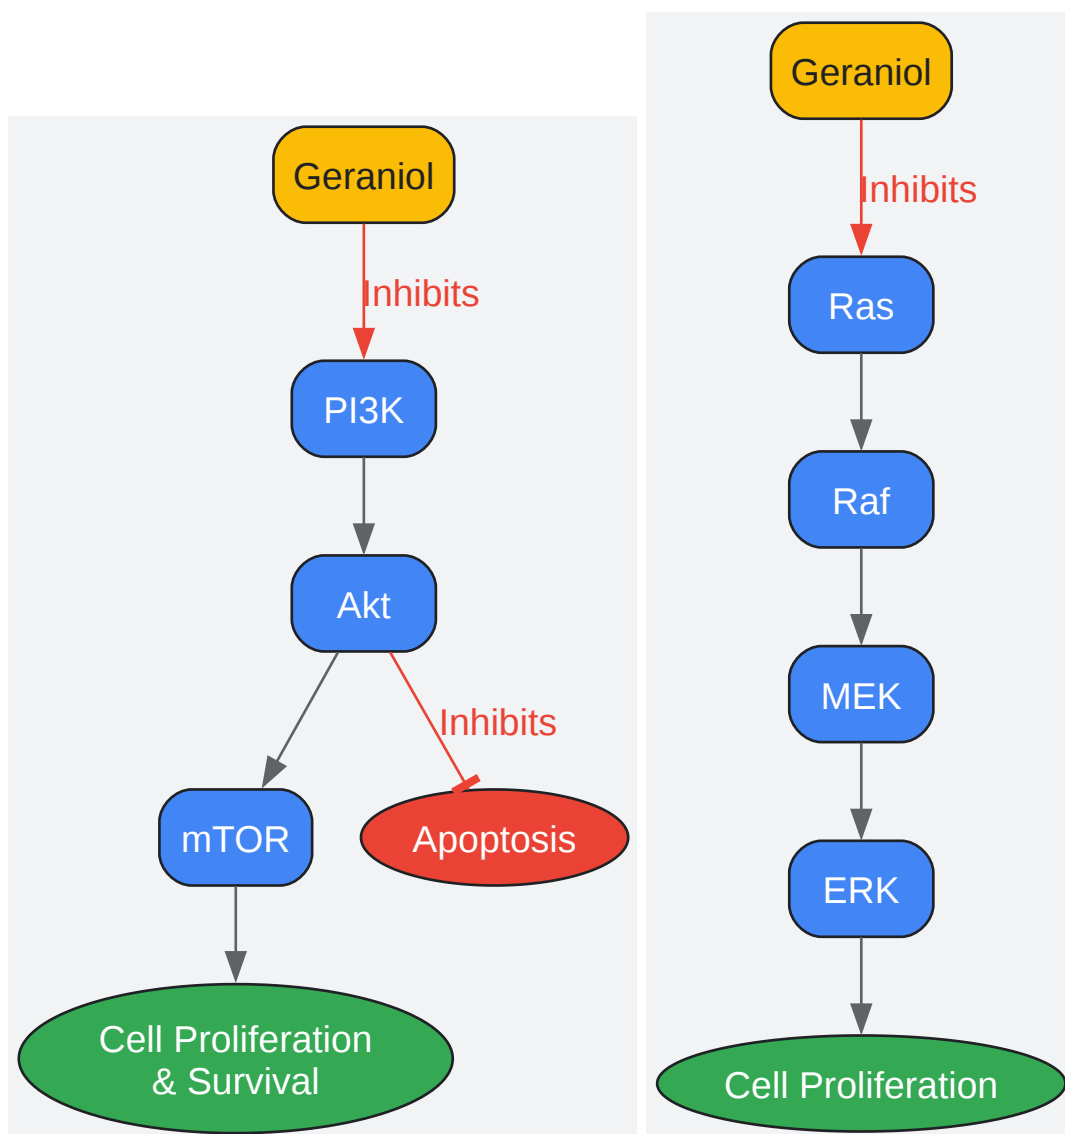 Geraniol
Inhibits
PI3K
Akt
Inhibits
mTOR
Apoptosis
Cell Proliferation
& Survival
Geraniol
Inhibits
Ras
Raf
MEK
ERK
Cell Proliferation